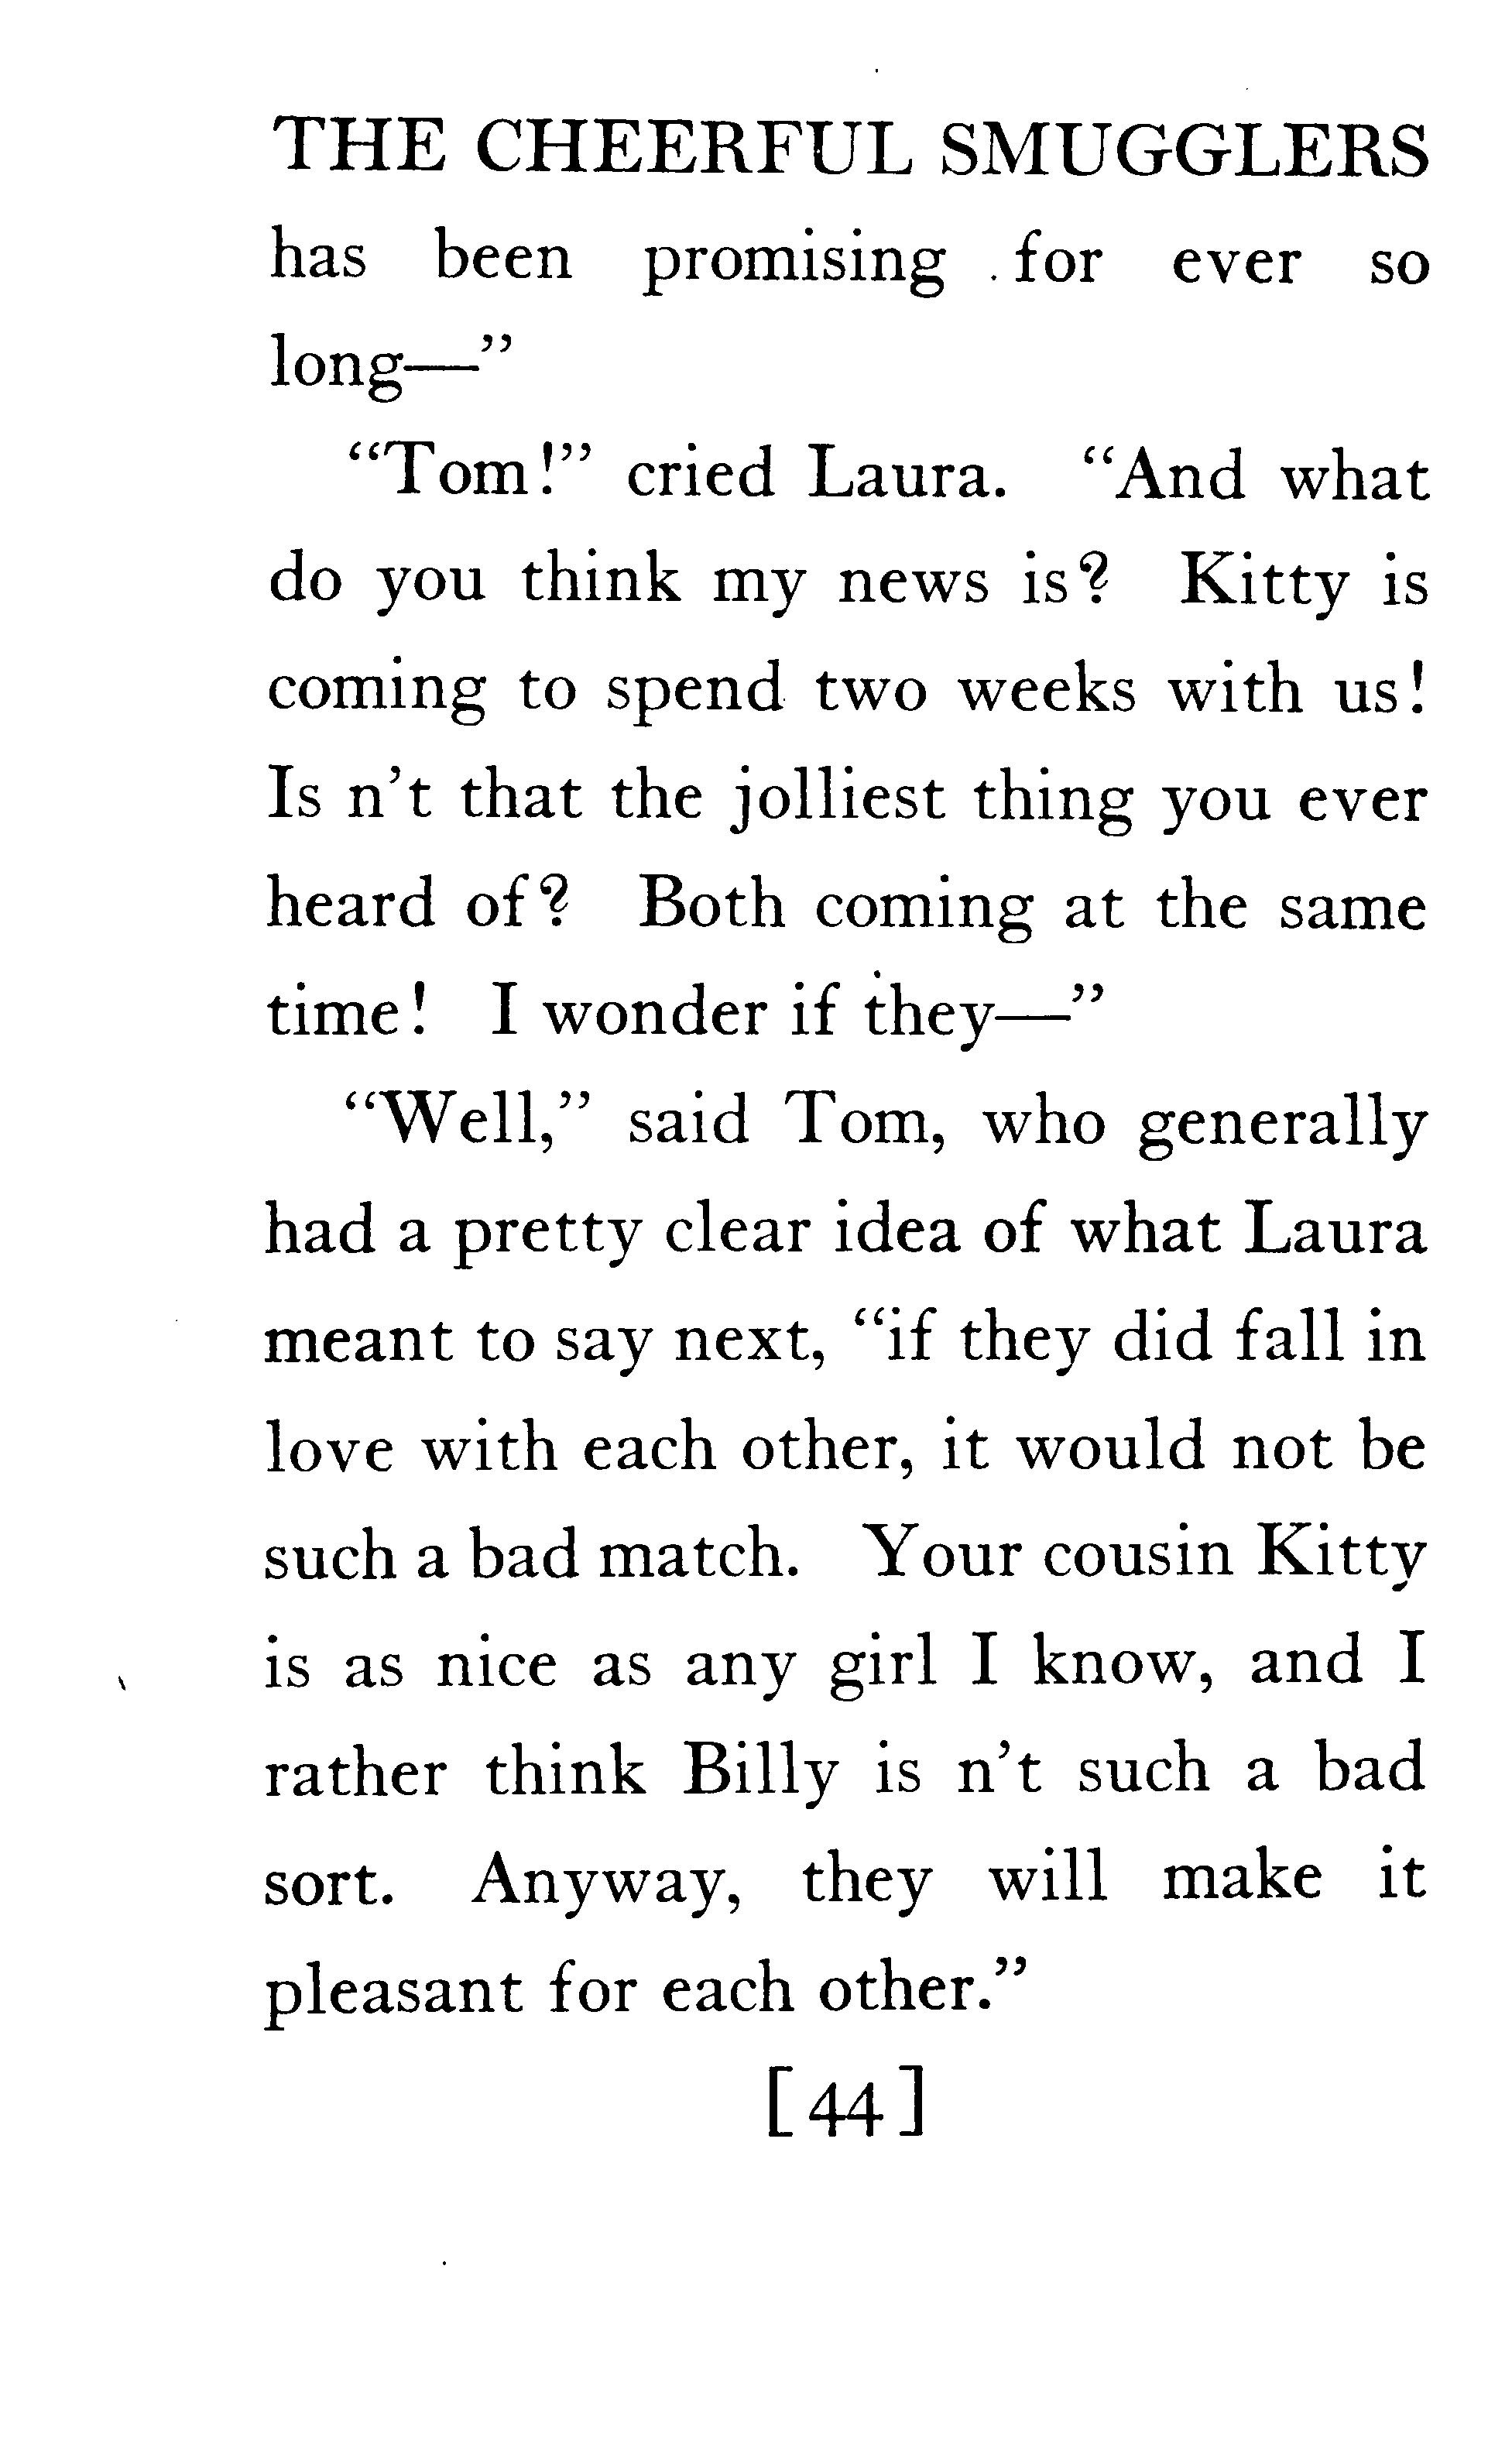 THE CHEERFUL SMUGGLERS
has been promising for ever so
long—”
“Tom!” cried Laura. “And what
do you think my news is? Kitty is
coming to spend two weeks with us!
Is n’t that the jolliest thing you ever
heard of? Both coming at the same
time! I wonder if they—”
“Well,” said Tom, who generally
had a pretty clear idea of what Laura
meant to say next, “if they did fall in
love with each other, it would not be
such a bad match. Your cousin Kitty
is as nice as any girl I know, and I
rather think Billy is n’t such a bad
sort. Anyway, they will make it
pleasant for each other.”
[44]